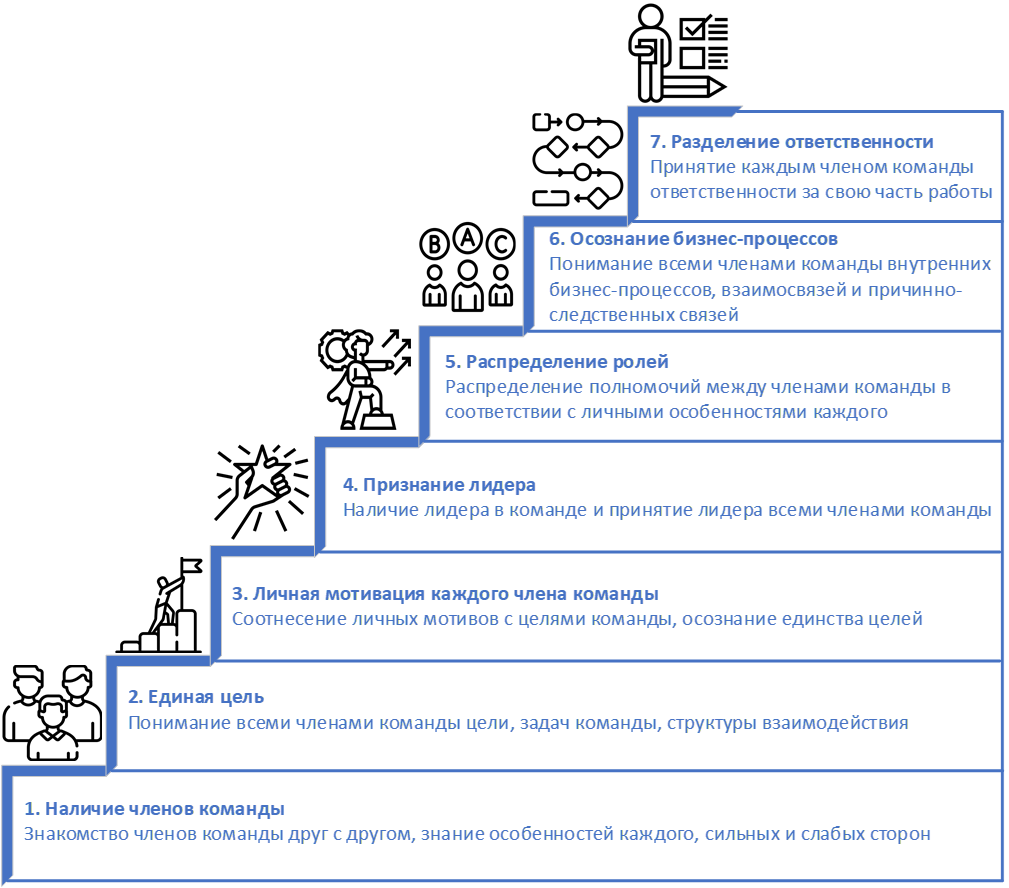 7. Разделение ответственности
Принятие каждым членом команды
ответственности за свою часть работы
6. Осознание бизнес-процессов
Понимание всеми членами команды внутренних
бизнес-процессов, взаимосвязей и причинно-
следственных связей
B A C
5. Распределение ролей
Распределение полномочий между членами команды в
соответствии с личными особенностями каждого
4. Признание лидера
Наличие лидера в команде и принятие лидера всеми членами команды
3. Личная мотивация каждого члена команды
Соотнесение личных мотивов с целями команды, осознание единства целей
2. Единая цель
Понимание всеми членами команды цели, задач команды, структуры взаимодействия
1. Наличие членов команды
Знакомство членов команды друг с другом, знание особенностей каждого, сильных и слабых сторон